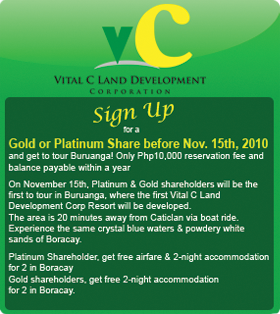 VC
VITAL C LAND DEVELOPMENT
CORPORATION
Sign Up
for a
Gold or Platinum Share before Nov. 15th, 2010
and get to tour Buruanga! Only Php10,000 reservation fee and
balance payable within a year
On November 15th, Platinum & Gold shareholders will be the
first to tour in Buruanga, where the first Vital C Land
Development Corp Resort will be developed.
The area is 20 minutes away from Caticlan via boat ride.
Experience the same crystal blue waters & powdery white
sands of Boracay.
Platinum Shareholder, get free airfare & 2-night accommodation
for 2 in Boracay
Gold shareholders, get free 2-night accommodation
for 2 in Boracay.